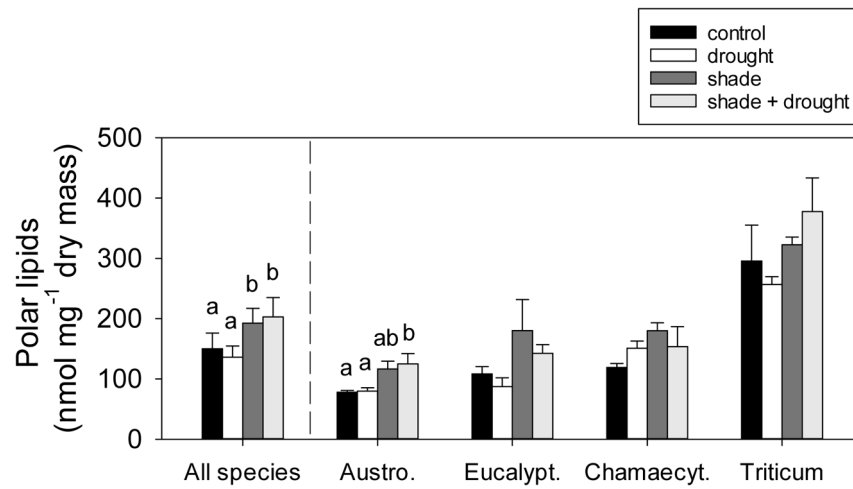 control
drought
shade
shade + drought
Polar lipids
(nmol mg⁻¹ dry mass)
500
400
300
200
100
0
a
a
b
b
a
a
ab
b
All species
Austro.
Eucalypt.
Chamaecyt.
Triticum